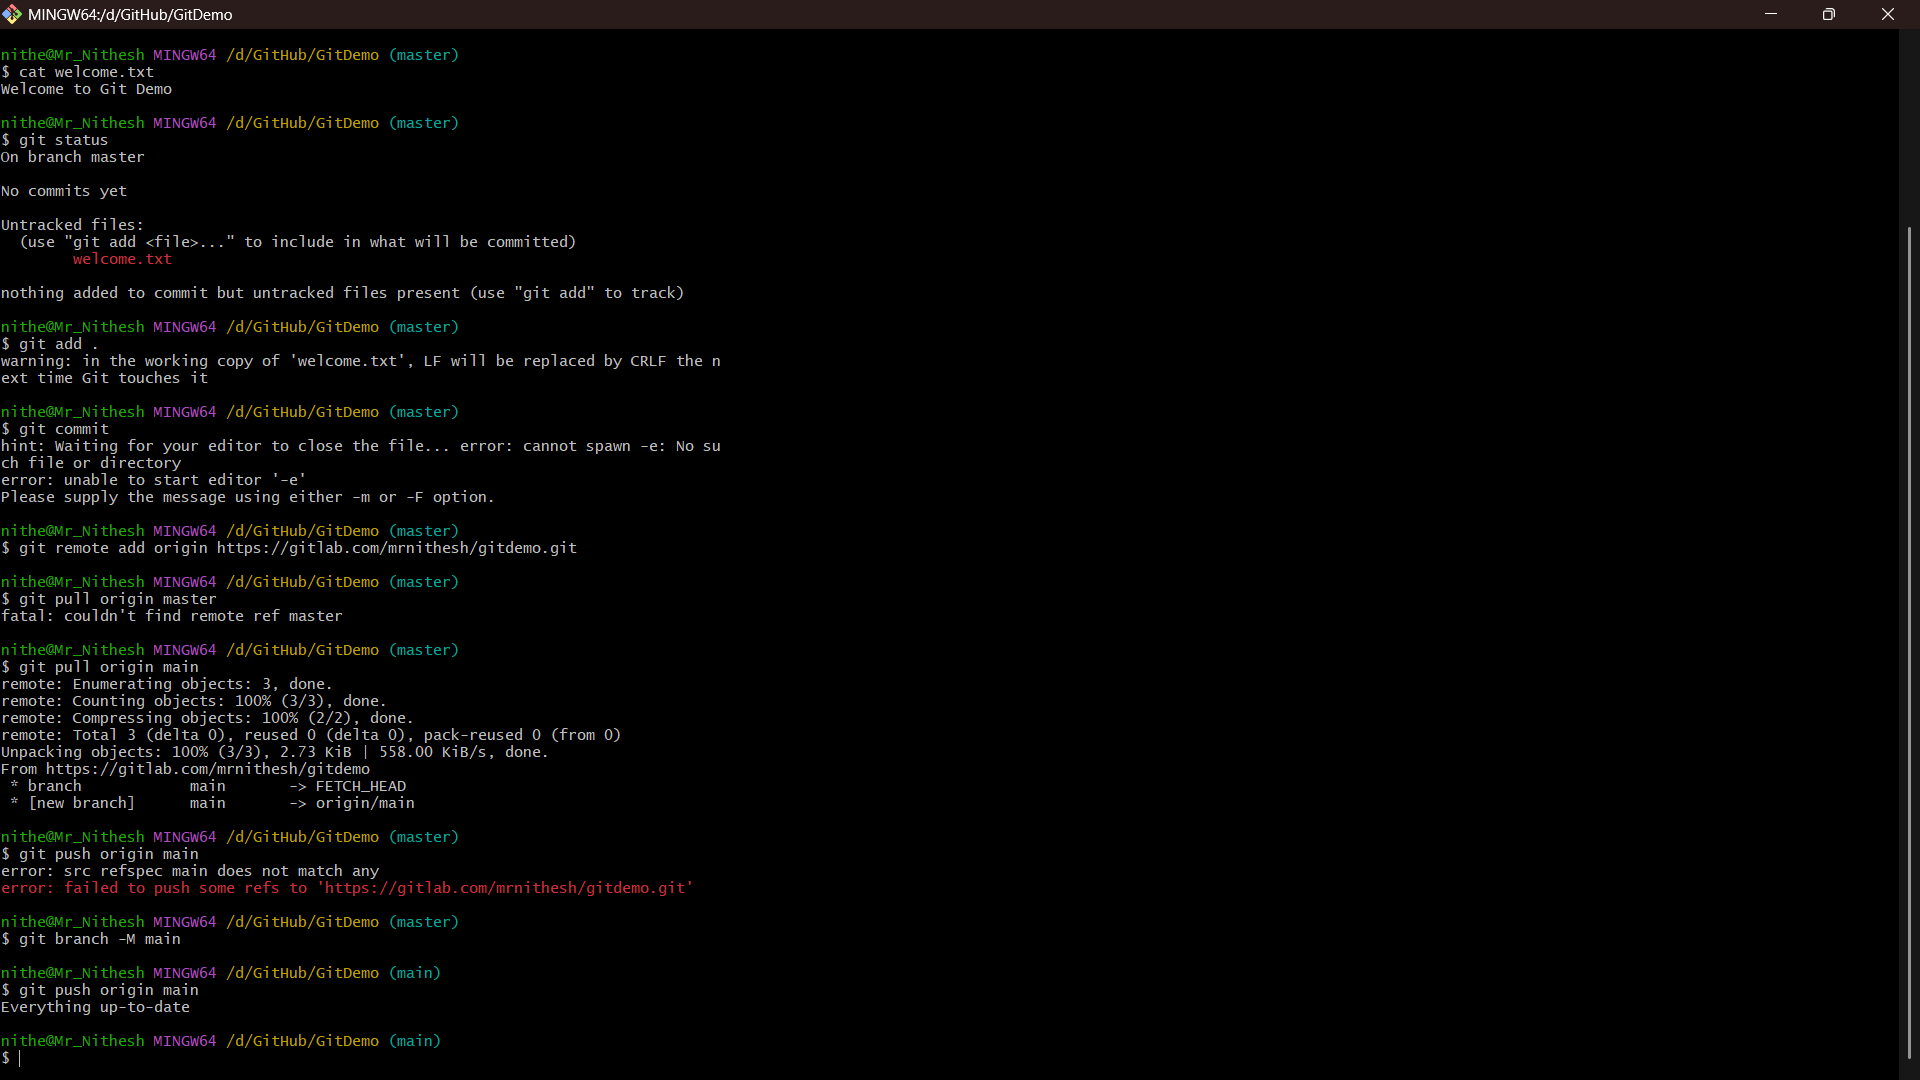 MINGW64:/d/GitHub/GitDemo
nithe@Mr_Nithesh MINGW64 /d/GitHub/GitDemo (master)
$ cat welcome.txt
Welcome to Git Demo
nithe@Mr_Nithesh MINGW64 /d/GitHub/GitDemo (master)
$ git status
On branch master
No commits yet
Untracked files:
  (use "git add <file>..." to include in what will be committed)
        welcome.txt
nothing added to commit but untracked files present (use "git add" to track)
nithe@Mr_Nithesh MINGW64 /d/GitHub/GitDemo (master)
$ git add .
warning: in the working copy of 'welcome.txt', LF will be replaced by CRLF the n
ext time Git touches it
nithe@Mr_Nithesh MINGW64 /d/GitHub/GitDemo (master)
$ git commit
hint: Waiting for your editor to close the file... error: cannot spawn -e: No su
ch file or directory
error: unable to start editor '-e'
Please supply the message using either -m or -F option.
nithe@Mr_Nithesh MINGW64 /d/GitHub/GitDemo (master)
$ git remote add origin https://gitlab.com/mrnithesh/gitdemo.git
nithe@Mr_Nithesh MINGW64 /d/GitHub/GitDemo (master)
$ git pull origin master
fatal: couldn't find remote ref master
nithe@Mr_Nithesh MINGW64 /d/GitHub/GitDemo (master)
$ git pull origin main
remote: Enumerating objects: 3, done.
remote: Counting objects: 100% (3/3), done.
remote: Compressing objects: 100% (2/2), done.
remote: Total 3 (delta 0), reused 0 (delta 0), pack-reused 0 (from 0)
Unpacking objects: 100% (3/3), 2.73 KiB | 558.00 KiB/s, done.
From https://gitlab.com/mrnithesh/gitdemo
 * branch            main       -> FETCH_HEAD
 * [new branch]      main       -> origin/main
nithe@Mr_Nithesh MINGW64 /d/GitHub/GitDemo (master)
$ git push origin main
error: src refspec main does not match any
error: failed to push some refs to 'https://gitlab.com/mrnithesh/gitdemo.git'
nithe@Mr_Nithesh MINGW64 /d/GitHub/GitDemo (master)
$ git branch -M main
nithe@Mr_Nithesh MINGW64 /d/GitHub/GitDemo (main)
$ git push origin main
Everything up-to-date
nithe@Mr_Nithesh MINGW64 /d/GitHub/GitDemo (main)
$